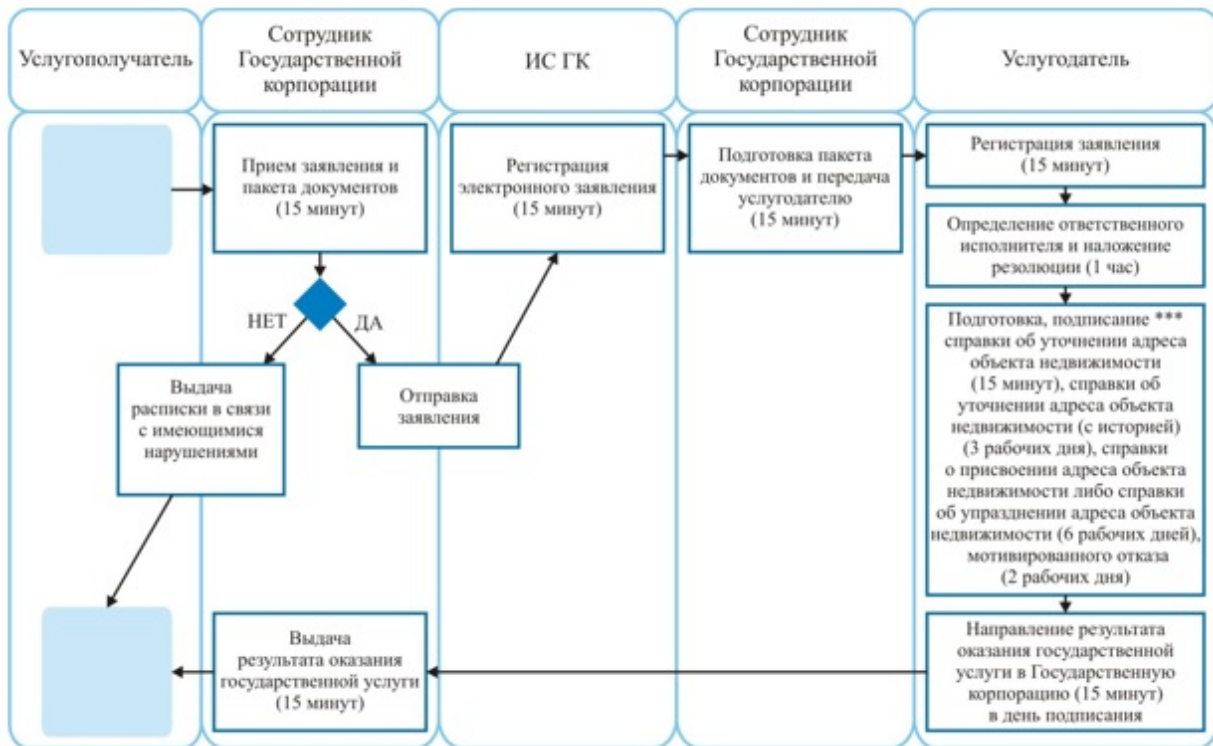 Услугополучатель
Сотрудник
Государственной
корпорации
ИС ГК
Сотрудник
Государственной
корпорации
Услугодатель
Прием заявления и
пакета документов
(15 минут)
Регистрация
электронного заявления
(15 минут)
Подготовка пакета
документов и передача
услугодателю
(15 минут)
Регистрация заявления
(15 минут)
Определение ответственного
исполнителя и наложение
резолюции (1 час)
НЕТ
ДА
Выдача
расписки в связи
с имеющимися
нарушениями
Отправка
заявления
Подготовка, подписание ***
справки об уточнении адреса
объекта недвижимости
(15 минут), справки об
уточнении адреса объекта
недвижимости (с историей)
(3 рабочих дня), справки
о присвоении адреса объекта
недвижимости либо справки
об упразднении адреса объекта
недвижимости (6 рабочих дней),
мотивированного отказа
(2 рабочих дня)
Выдача
результата оказания
государственной услуги
(15 минут)
Направление результата
оказания государственной
услуги в Государственную
корпорацию (15 минут)
в день подписания